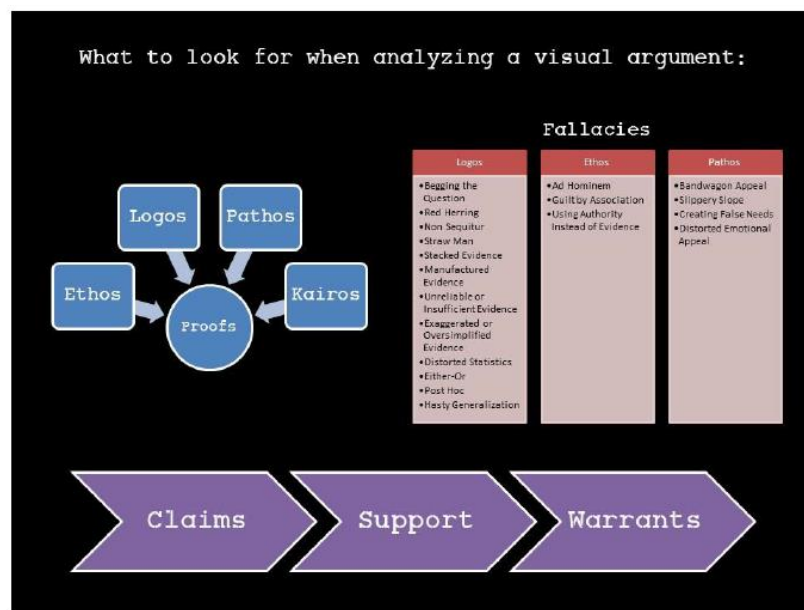 What to look for when analyzing a visual argument:
Logos
Pathos
Ethos
Kairos
Proofs
Fallacies
Logos
•Begging the
Question
•Red Herring
•Non Sequitur
•Straw Man
•Stacked Evidence
•Manufactured
Evidence
•Unreliable or
Insufficient Evidence
•Exaggerated or
Oversimplified
Evidence
•Distorted Statistics
•Either-Or
•Post Hoc
•Hasty Generalization
Ethos
•Ad Hominem
•Guilt by Association
•Using Authority
Instead of Evidence
Pathos
•Bandwagon Appeal
•Slippery Slope
•Creating False Needs
•Distorted Emotional
Appeal
Claims
Support
Warrants